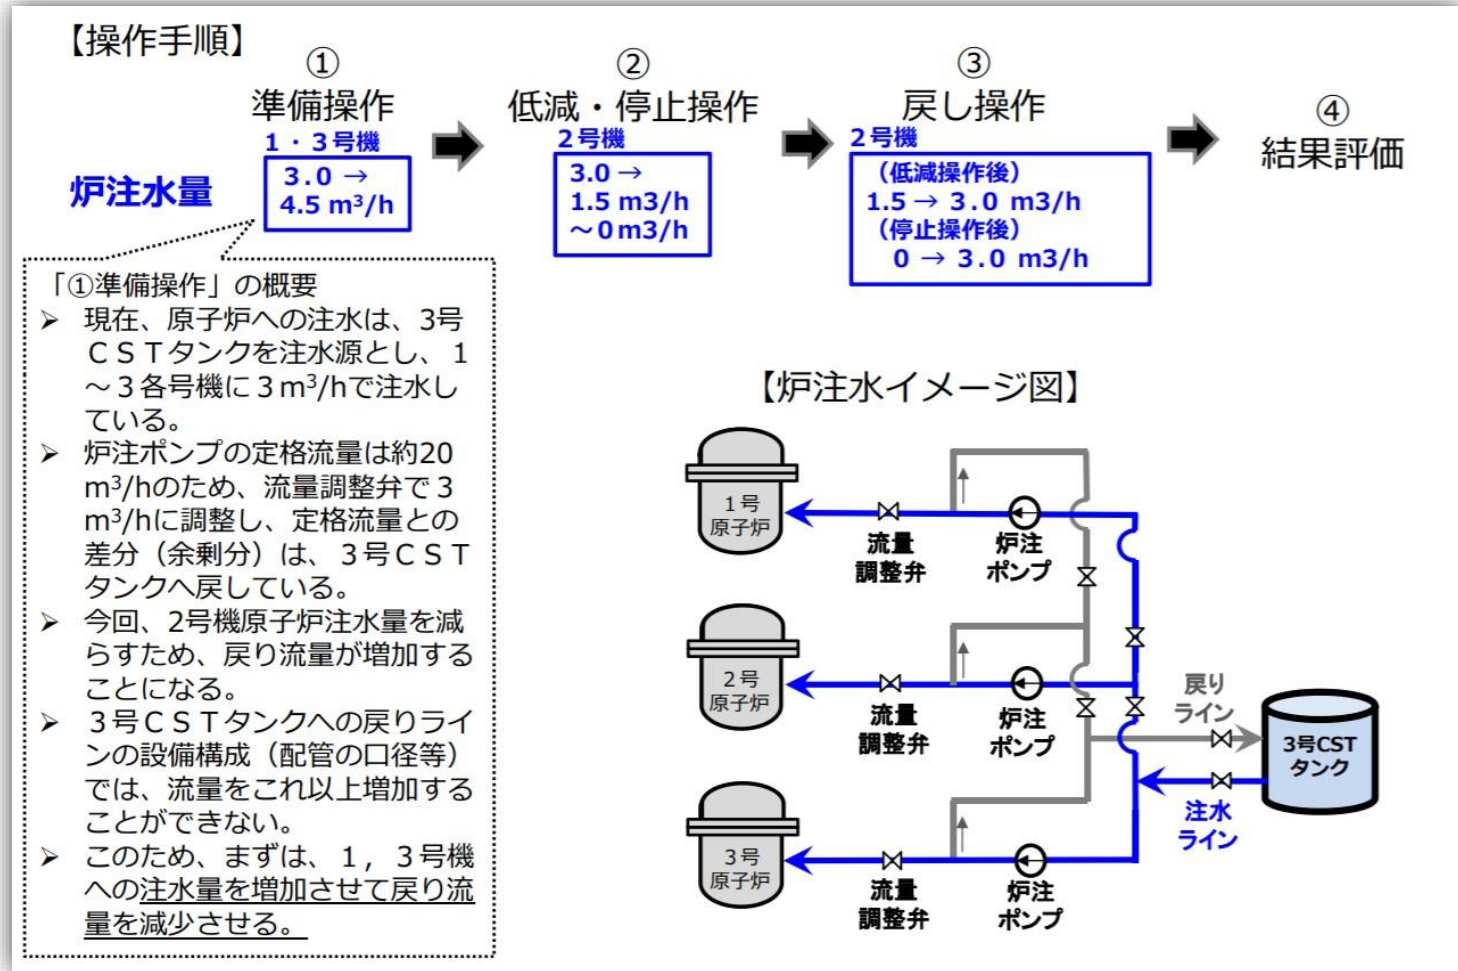 【操作手順】
①
準備操作
1・3号機
3.0 →
4.5 m³/h
炉注水量
②
低減・停止操作
2号機
3.0 →
1.5 m3/h
～0m3/h
③
戻し操作
2号機
（低減操作後）
1.5 → 3.0 m3/h
（停止操作後）
0 → 3.0 m3/h
④
結果評価
「①準備操作」の概要
➢ 現在、原子炉への注水は、3号
ＣＳＴタンクを注水源とし、１
～３各号機に３m³/hで注水し
ている。
➢ 炉注ポンプの定格流量は約20
m³/hのため、流量調整弁で３
m³/hに調整し、定格流量との
差分（余剰分）は、３号ＣＳＴ
タンクへ戻している。
➢ 今回、2号機原子炉注水量を減
らすため、戻り流量が増加する
ことになる。
➢ ３号ＣＳＴタンクへの戻りライ
ンの設備構成（配管の口径等）
では、流量をこれ以上増加する
ことができない。
➢ このため、まずは、１，３号機
への注水量を増加させて戻り流
量を減少させる。
【炉注水イメージ図】
1号
原子炉
流量
調整弁
炉注
ポンプ
2号
原子炉
流量
調整弁
炉注
ポンプ
戻り
ライン
3号CST
タンク
注水
ライン
3号
原子炉
流量
調整弁
炉注
ポンプ